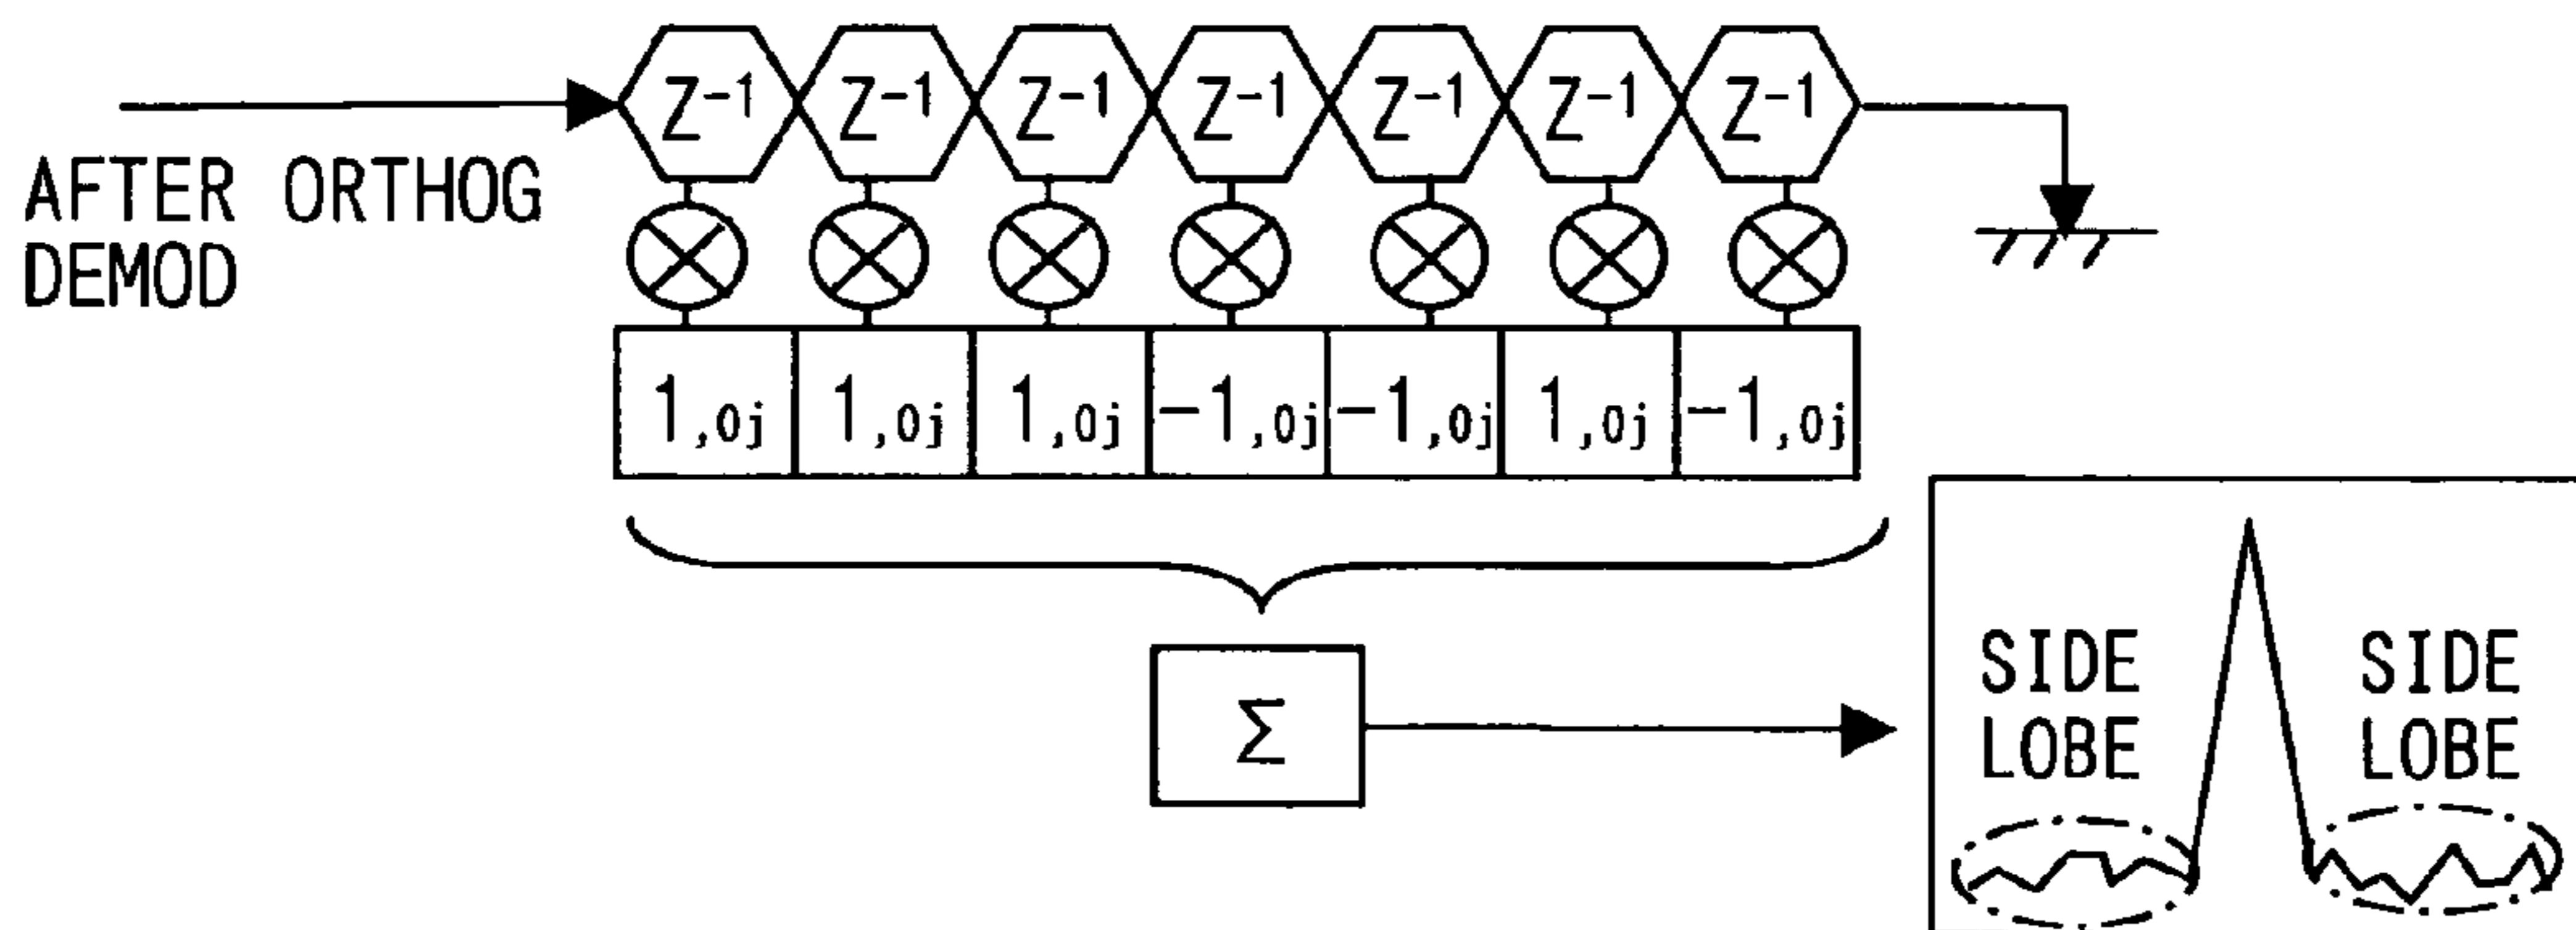 Z⁻¹ Z⁻¹ Z⁻¹ Z⁻¹ Z⁻¹ Z⁻¹ Z⁻¹
AFTER ORTHOG
DEMOD
1,0j 1,0j 1,0j -1,0j -1,0j 1,0j -1,0j
Σ
SIDE
LOBE
SIDE
LOBE